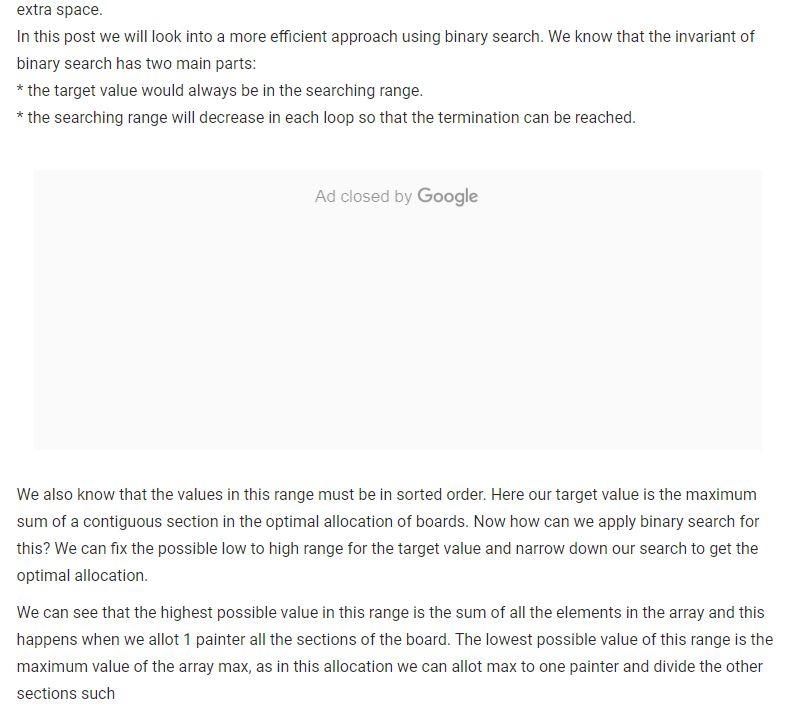 extra space.
In this post we will look into a more efficient approach using binary search. We know that the invariant of
binary search has two main parts:
* the target value would always be in the searching range.
* the searching range will decrease in each loop so that the termination can be reached.
Ad closed by Google
We also know that the values in this range must be in sorted order. Here our target value is the maximum
sum of a contiguous section in the optimal allocation of boards. Now how can we apply binary search for
this? We can fix the possible low to high range for the target value and narrow down our search to get the
optimal allocation.
We can see that the highest possible value in this range is the sum of all the elements in the array and this
happens when we allot 1 painter all the sections of the board. The lowest possible value of this range is the
maximum value of the array max, as in this allocation we can allot max to one painter and divide the other
sections such